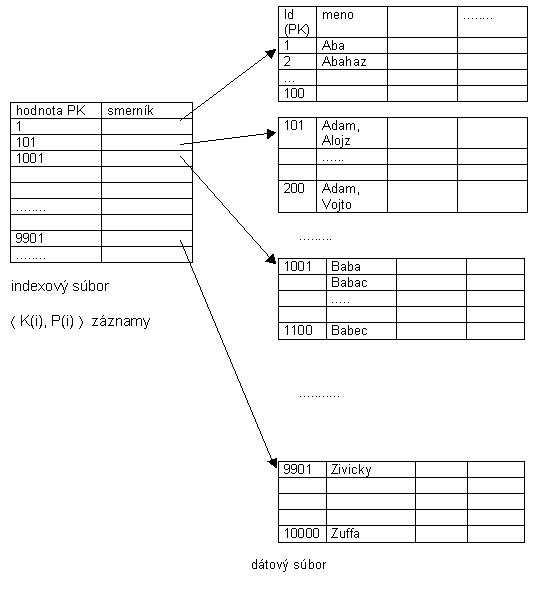 hodnota PK smerník
1
101
1001
........
9901
........
indexový súbor
⟨ K(i), P(i) ⟩ záznamy
Id (PK) meno ........
1 Aba
2 Abahaz
...
100
101 Adam, Alojz
......
200 Adam, Vojto
.........
1001 Baba
Babac
.....
1100 Babec
...........
9901 Zivicky
10000 Zuffa
dátový súbor